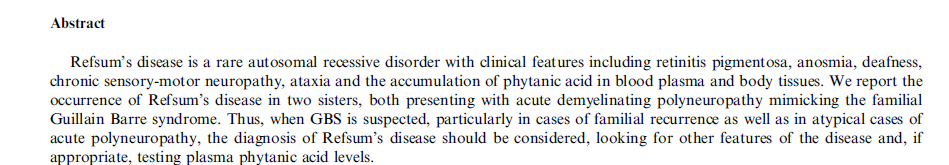 Abstract
Refsum's disease is a rare autosomal recessive disorder with clinical features including retinitis pigmentosa, anosmia, deafness,
chronic sensory-motor neuropathy, ataxia and the accumulation of phytanic acid in blood plasma and body tissues. We report the
occurrence of Refsum's disease in two sisters, both presenting with acute demyelinating polyneuropathy mimicking the familial
Guillain Barre syndrome. Thus, when GBS is suspected, particularly in cases of familial recurrence as well as in atypical cases of
acute polyneuropathy, the diagnosis of Refsum's disease should be considered, looking for other features of the disease and, if
appropriate, testing plasma phytanic acid levels.